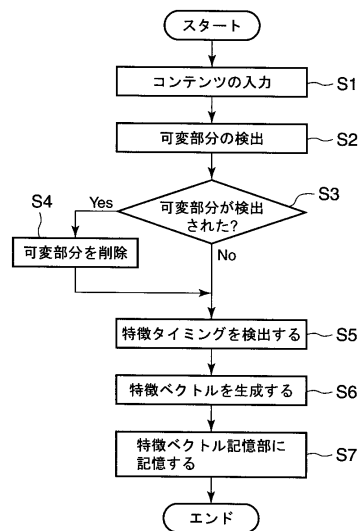 スタート
コンテンツの入力
S1
可変部分の検出
S2
可変部分が検出
された?
S3
Yes
No
S4
可変部分を削除
特徴タイミングを検出する
S5
特徴ベクトルを生成する
S6
特徴ベクトル記憶部に
記憶する
S7
エンド